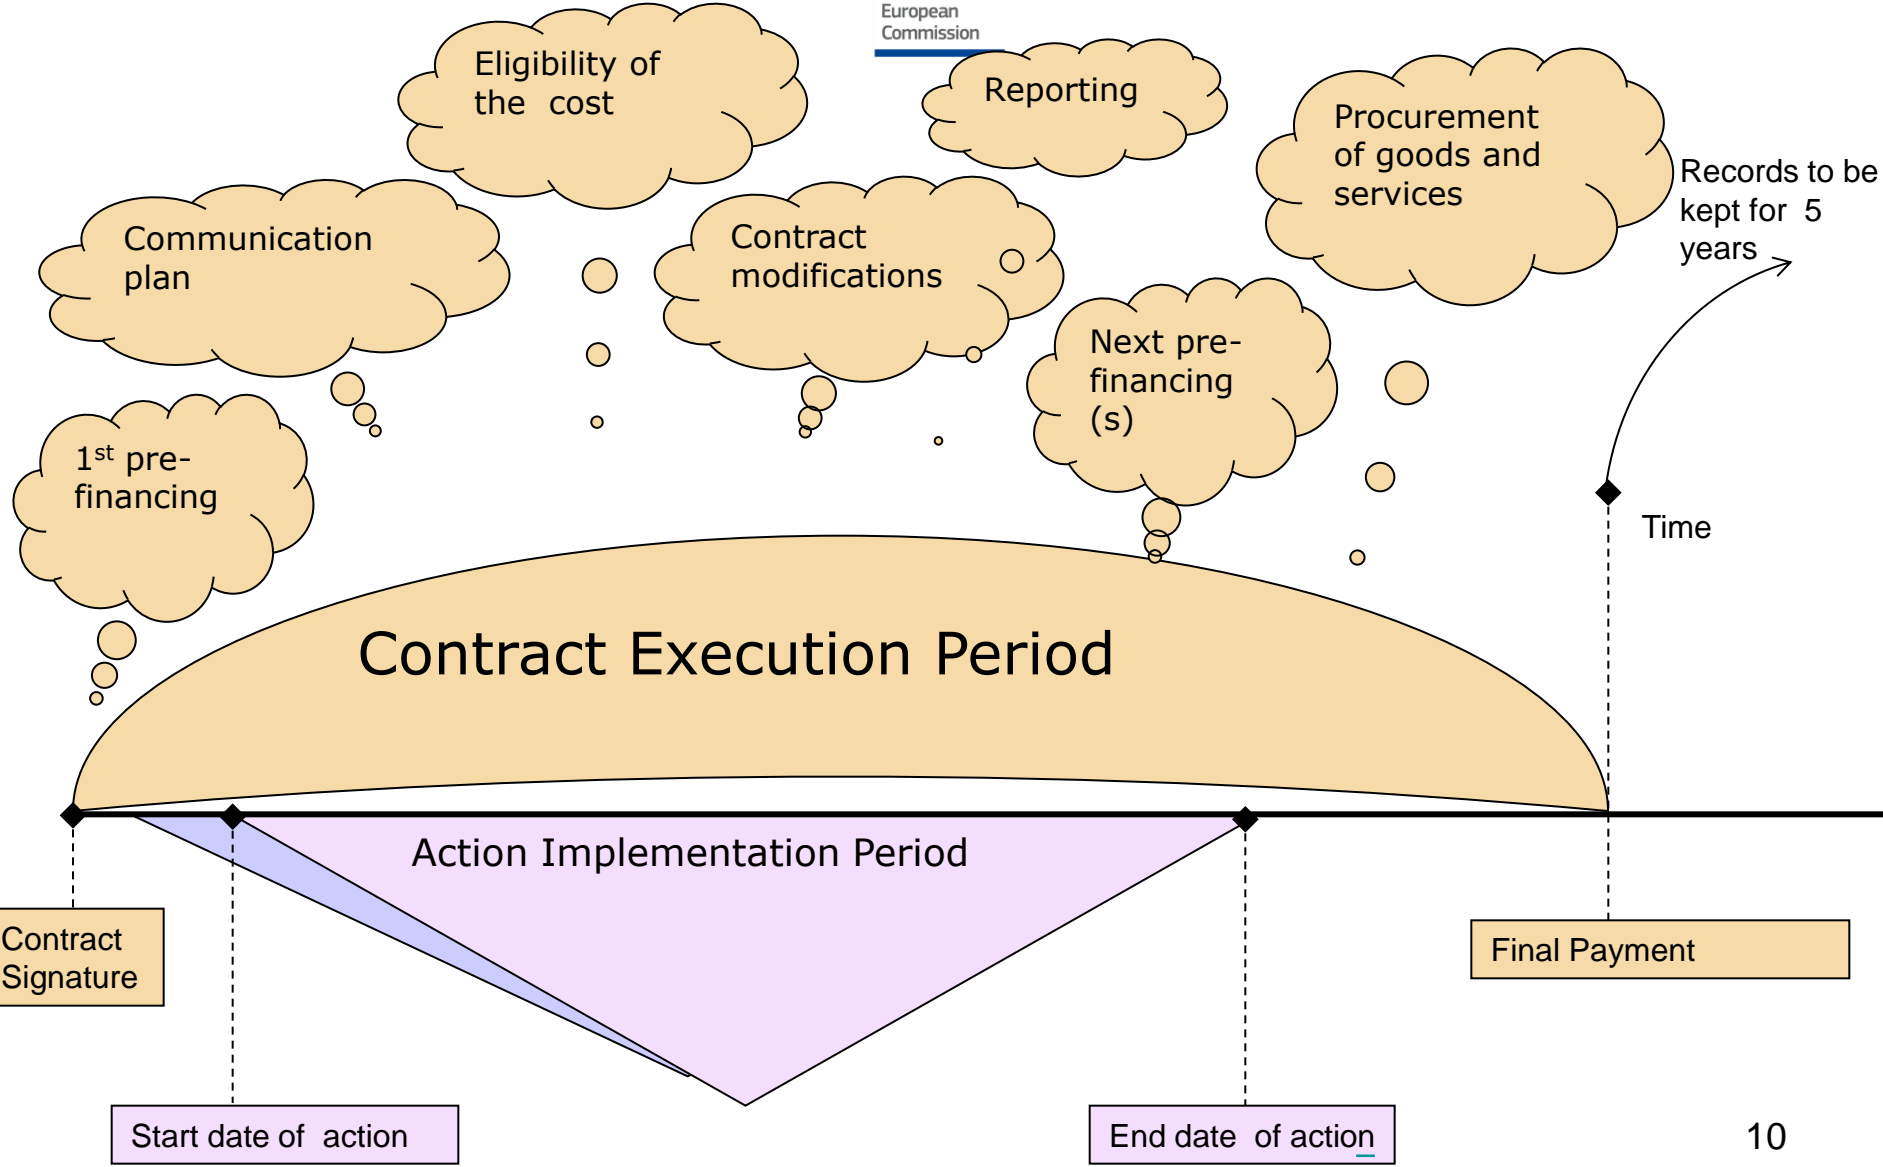 European
Commission
Eligibility of
the cost
Reporting
Procurement
of goods and
services
Records to be
kept for 5
years
Communication
plan
Contract
modifications
Next pre-
financing
(s)
1st pre-
financing
Time
Contract Execution Period
Action Implementation Period
Contract
Signature
Final Payment
Start date of action
End date of action
10